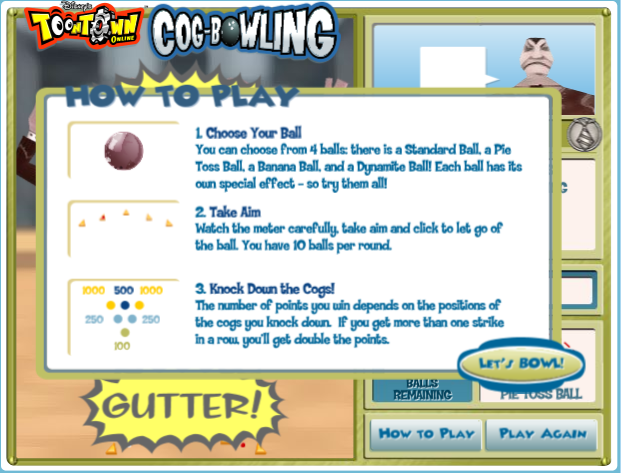 Disney's
TOONTOWN
ONLINE
COG-BOWLING
HOW TO PLAY
1. Choose Your Ball
You can choose from 4 balls: there is a Standard Ball, a Pie
Toss Ball, a Banana Ball, and a Dynamite Ball! Each ball has its
own special effect - so try them all!
2. Take Aim
Watch the meter carefully, take aim and click to let go of
the ball. You have 10 balls per round.
3. Knock Down the Cogs!
1000 500 1000
The number of points you win depends on the positions of
250 250
the cogs you knock down. If you get more than one strike
in a row, you'll get double the points.
100
LET'S BOWL!
GUTTER!
BALLS
REMAINING
PIE TOSS BALL
HOW TO PLAY
PLAY AGAIN